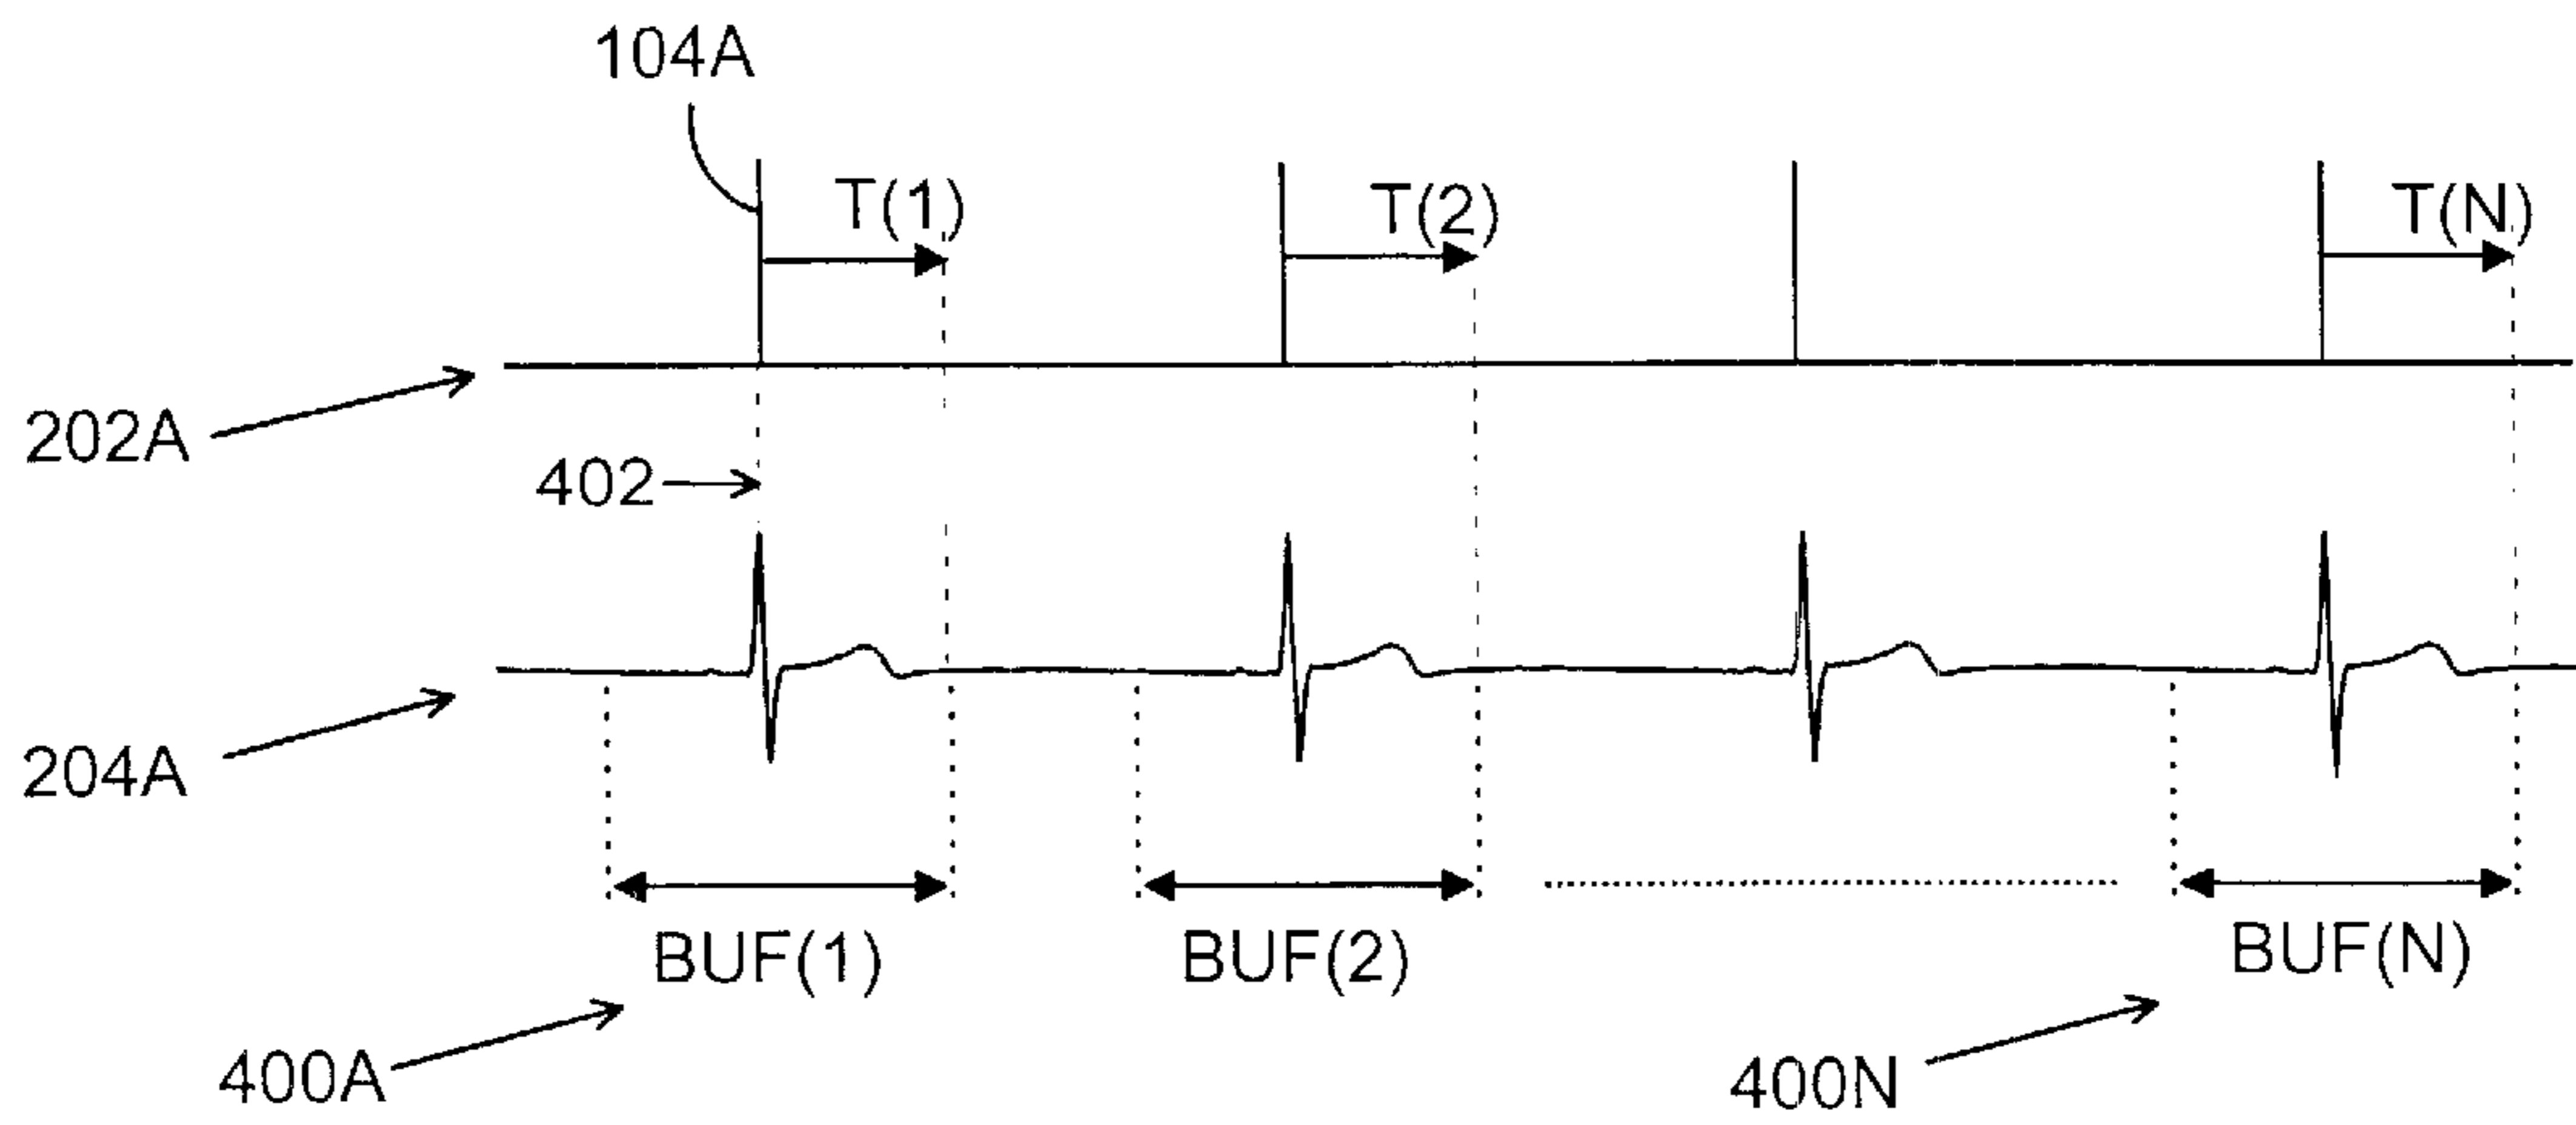 104A
T(1)
T(2)
T(N)
202A
402
204A
BUF(1)
BUF(2)
BUF(N)
400A
400N